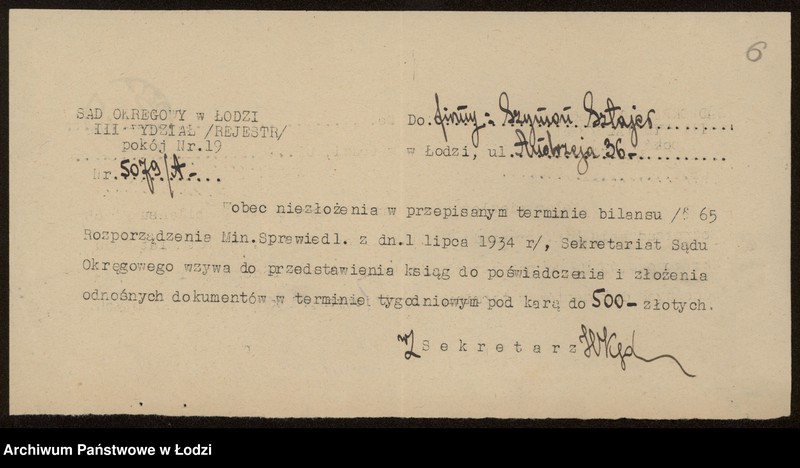 6
SĄD OKRĘGOWY w ŁODZI
III WYDZIAŁ /REJESTR/
pokój Nr.19
Nr. 5079/A-...
Do. firmy: Szymon Sztajer
w Łodzi, ul. Andrzeja 36-
Wobec niezłożenia w przepisanym terminie bilansu /§ 65
Rozporządzenie Min.Sprawiedl. z dn.1 lipca 1934 r/, Sekretariat Sądu
Okręgowego wzywa do przedstawienia ksiąg do poświadczenia i złożenia
odnośnych dokumentów w terminie tygodniowym pod karą do 500- złotych.
Sekretarz
Archiwum Państwowe w Łodzi